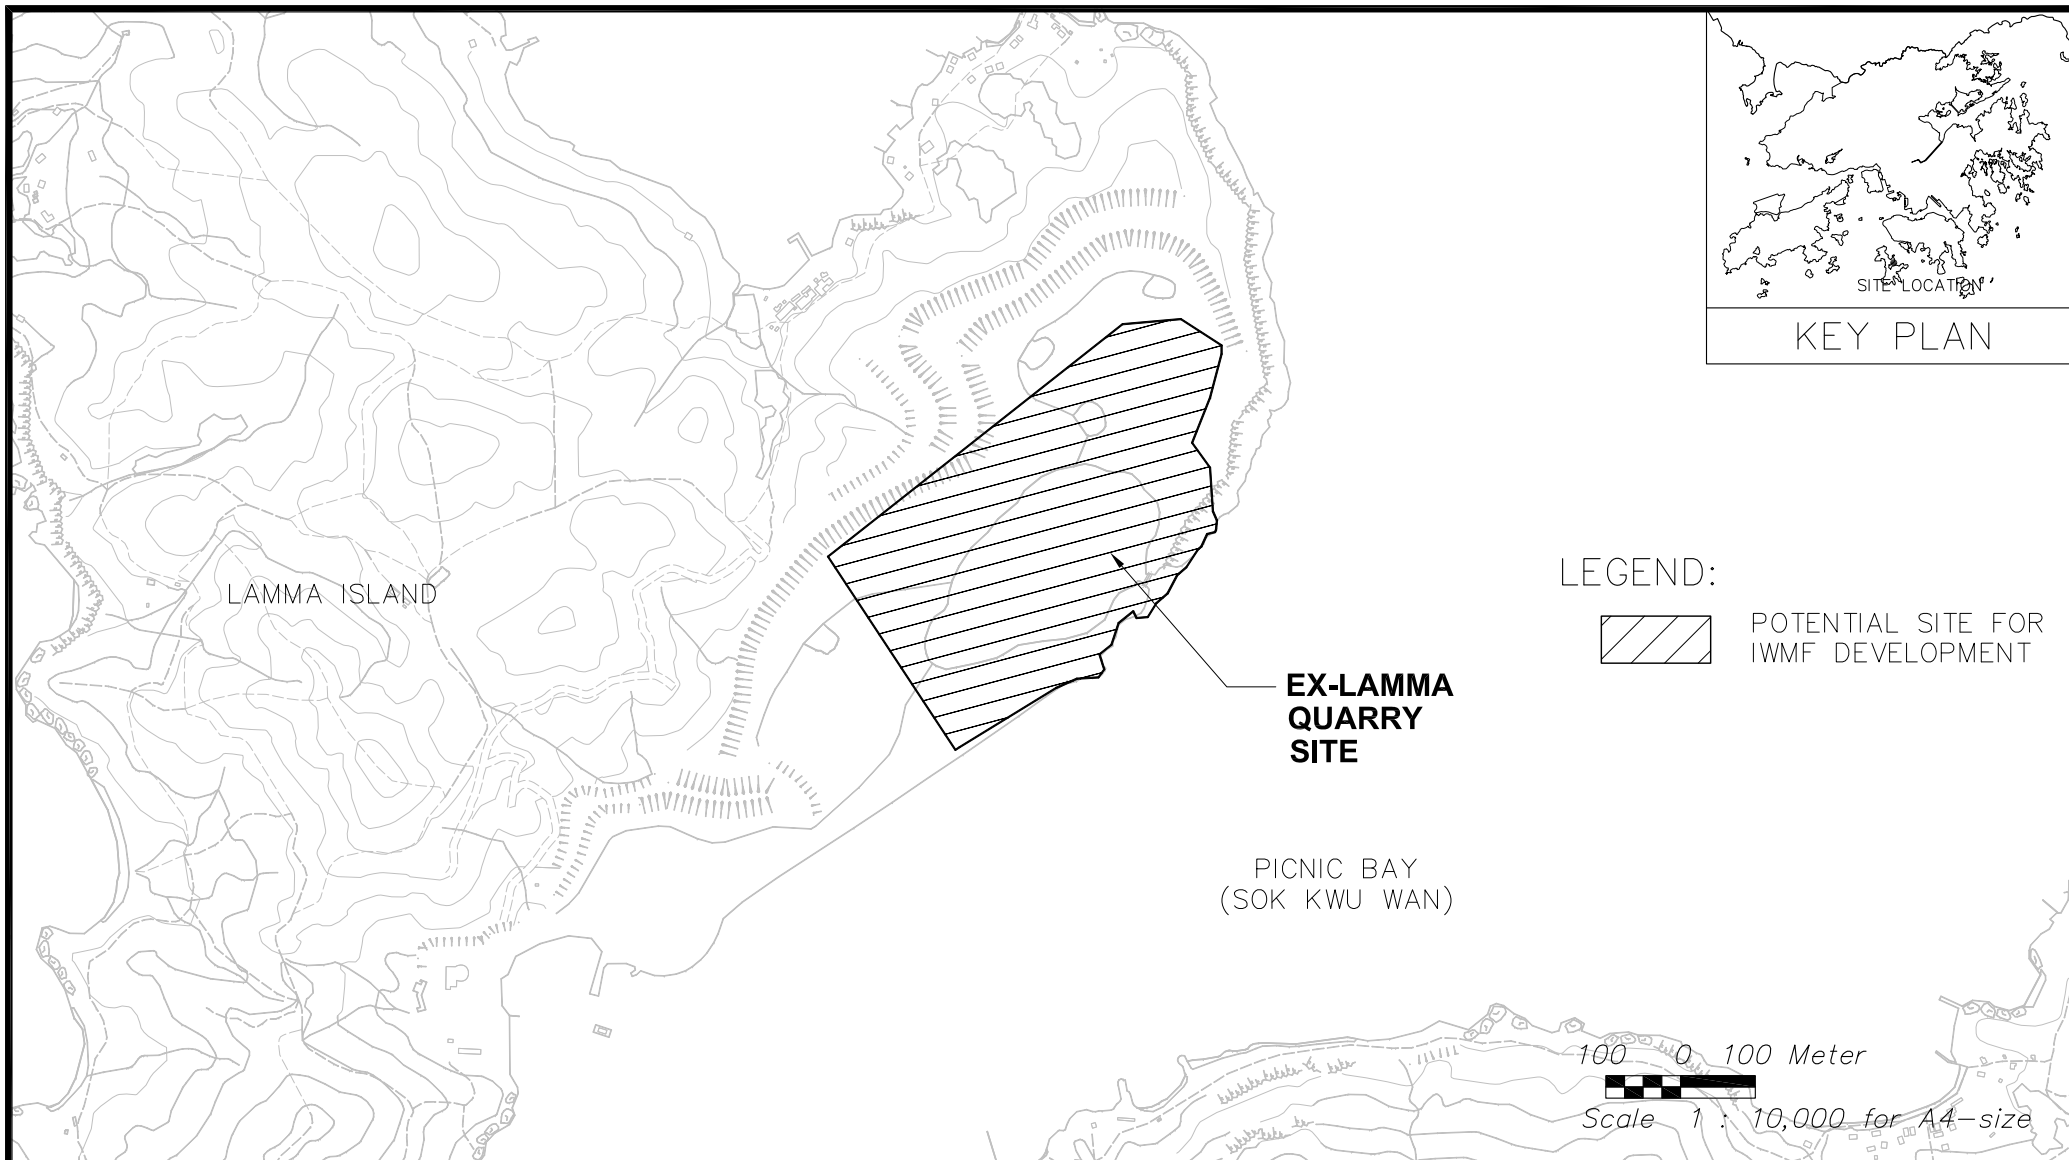 SITE LOCATION
KEY PLAN
LEGEND:
POTENTIAL SITE FOR
IWMF DEVELOPMENT
LAMMA ISLAND
EX-LAMMA
QUARRY
SITE
PICNIC BAY
(SOK KWU WAN)
100 0 100 Meter
Scale 1 : 10,000 for A4-size